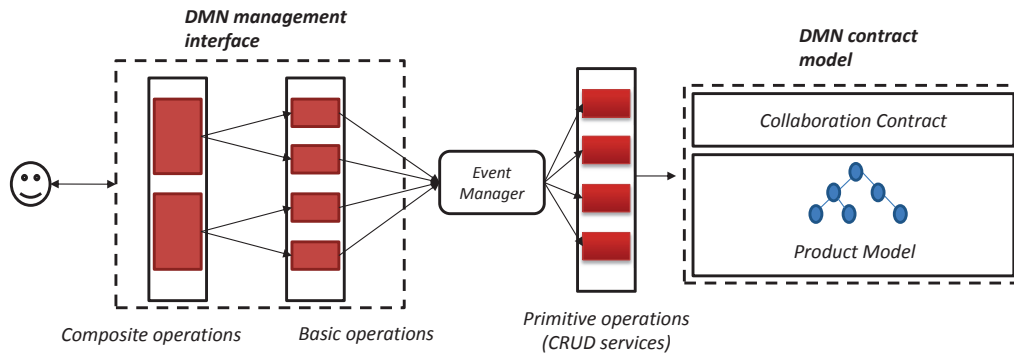 DMN management
interface
DMN contract
model
Collaboration Contract
Event
Manager
Product Model
Composite operations
Basic operations
Primitive operations
(CRUD services)